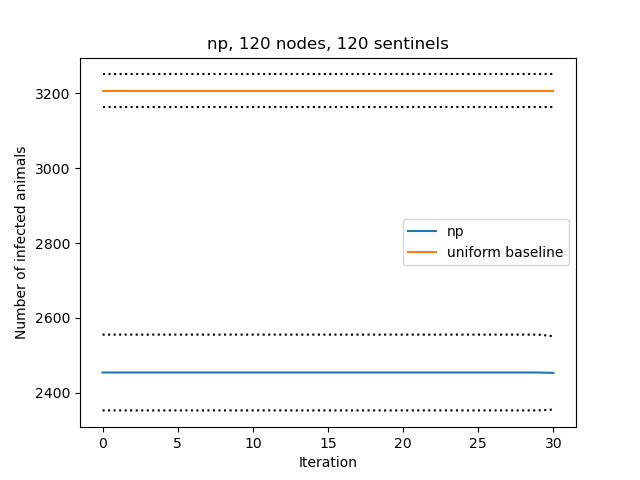 np, 120 nodes, 120 sentinels
Number of infected animals
3200
3000
2800
2600
2400
np
uniform baseline
0 5 10 15 20 25 30
Iteration